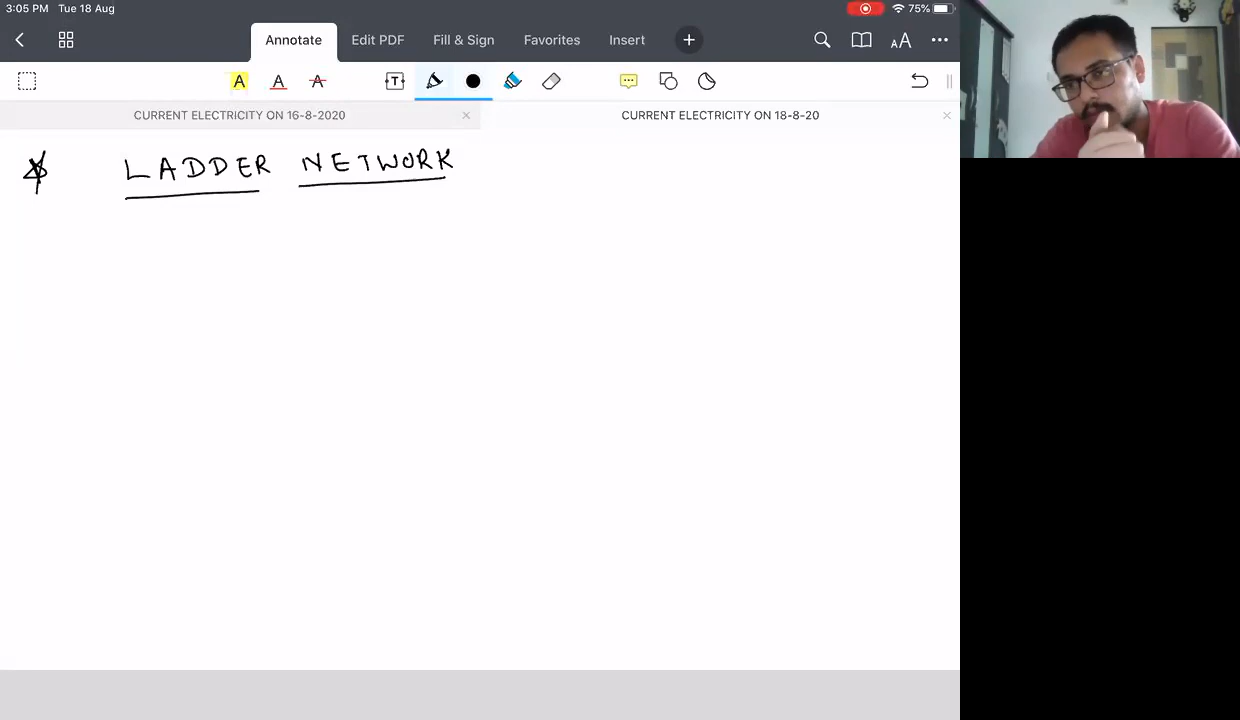 3:05 PM Tue 18 Aug 75%
Annotate Edit PDF Fill & Sign Favorites Insert
CURRENT ELECTRICITY ON 16-8-2020 CURRENT ELECTRICITY ON 18-8-20
LADDER NETWORK